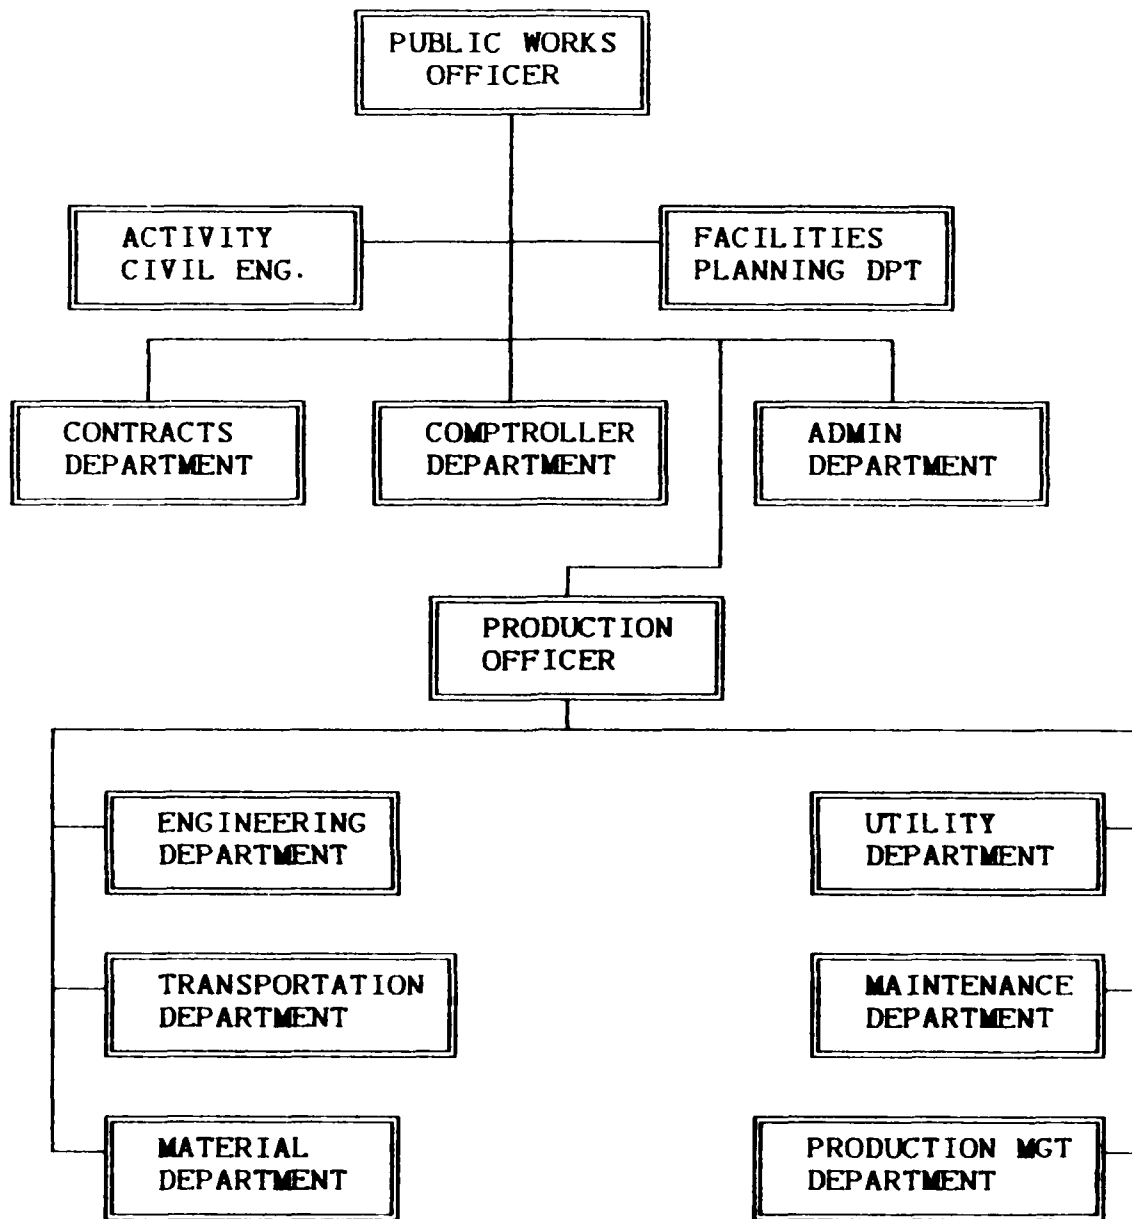 PUBLIC WORKS
OFFICER
ACTIVITY
CIVIL ENG.
FACILITIES
PLANNING DPT
CONTRACTS
DEPARTMENT
COMPTROLLER
DEPARTMENT
ADMIN
DEPARTMENT
PRODUCTION
OFFICER
ENGINEERING
DEPARTMENT
UTILITY
DEPARTMENT
TRANSPORTATION
DEPARTMENT
MAINTENANCE
DEPARTMENT
MATERIAL
DEPARTMENT
PRODUCTION MGT
DEPARTMENT